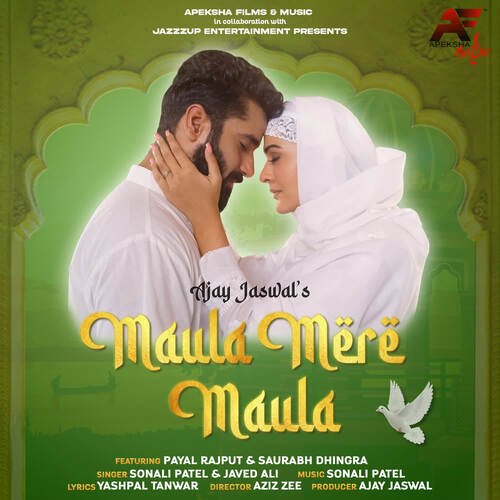 APEKSHA FILMS & MUSIC
in collaboration with
JAZZZUP ENTERTAINMENT PRESENTS
AF
APEKSHA
Ajay Jaswal's
Maula Mërë
Maula
FEATURING PAYAL RAJPUT & SAURABH DHINGRA
SINGER SONALI PATEL & JAVED ALI MUSIC SONALI PATEL
LYRICS YASHPAL TANWAR DIRECTOR AZIZ ZEE PRODUCER AJAY JASWAL